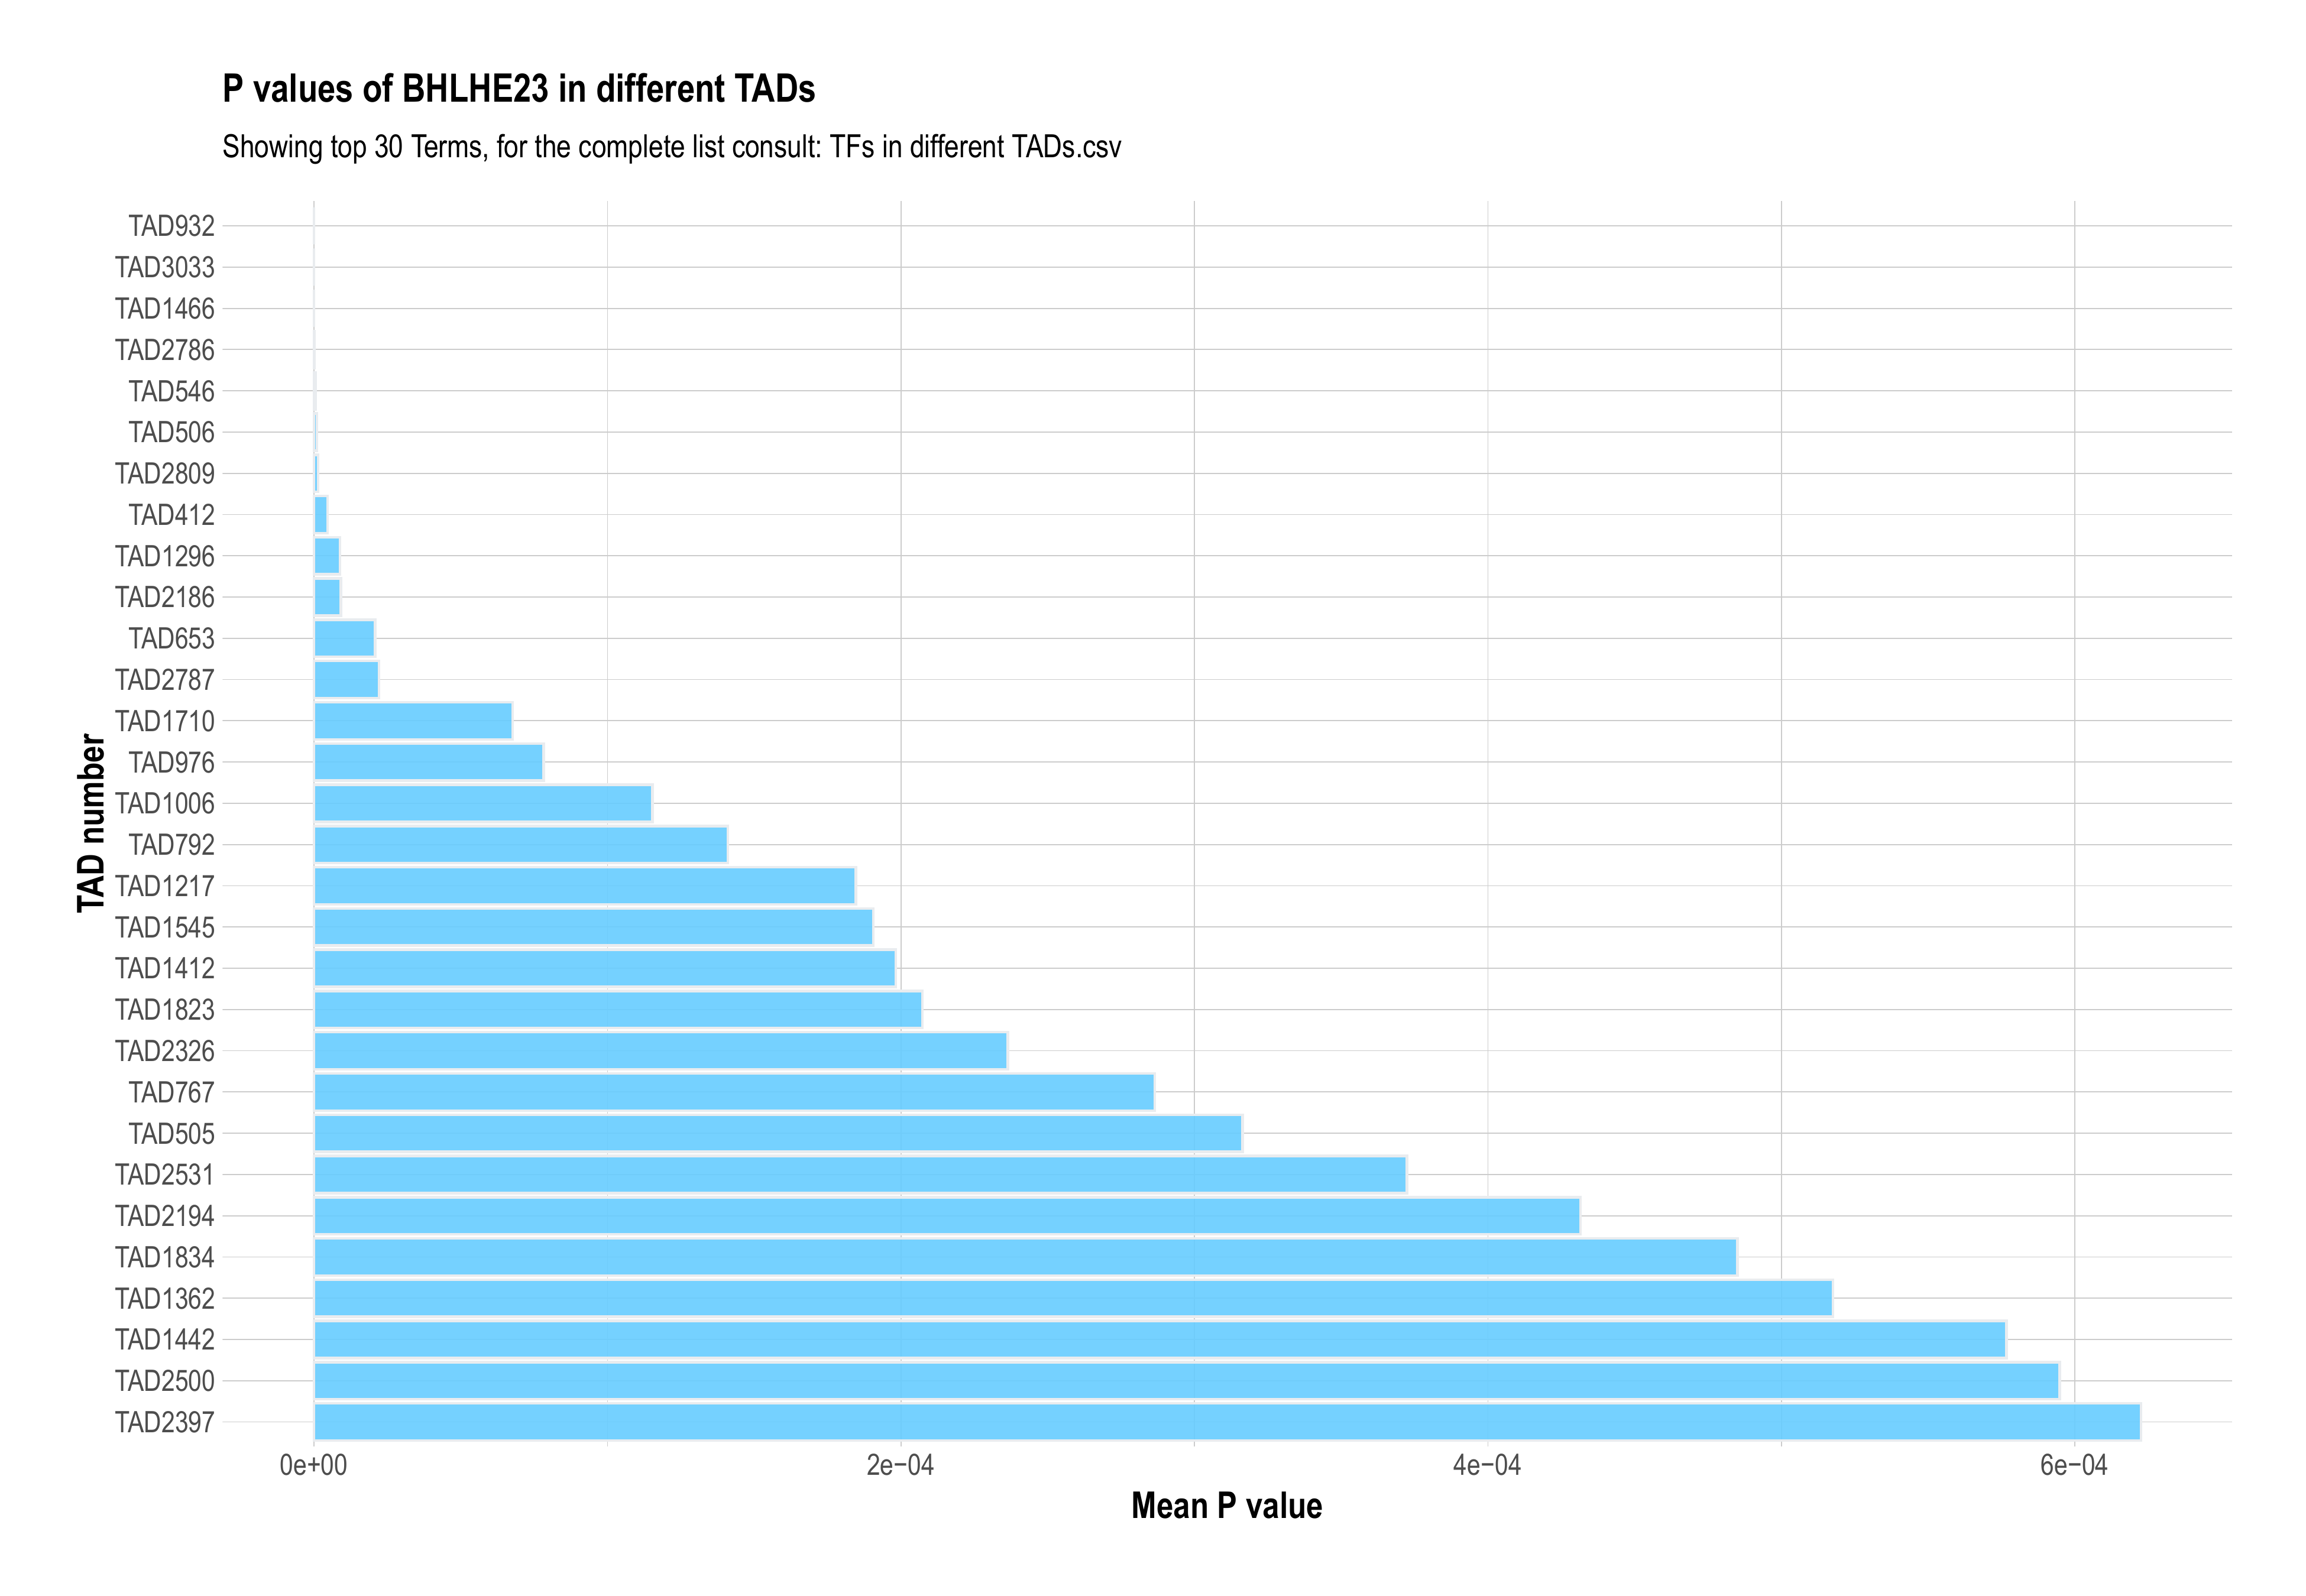 P values of BHLHE23 in different TADs
Showing top 30 Terms, for the complete list consult: TFs in different TADs.csv
TAD number
TAD932
TAD3033
TAD1466
TAD2786
TAD546
TAD506
TAD2809
TAD412
TAD1296
TAD2186
TAD653
TAD2787
TAD1710
TAD976
TAD1006
TAD792
TAD1217
TAD1545
TAD1412
TAD1823
TAD2326
TAD767
TAD505
TAD2531
TAD2194
TAD1834
TAD1362
TAD1442
TAD2500
TAD2397
0e+00 2e−04 4e−04 6e−04
Mean P value